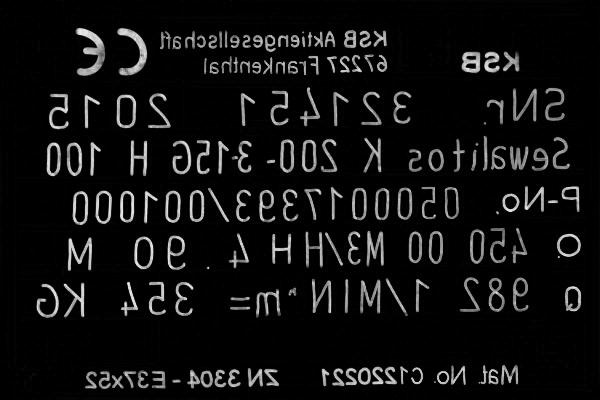 KSB KSB Aktiengesellschaft CE
67227 Frankenthal
SNr. 321451 2015
Sewalitos K 200-315G H 100
P-No. 0500017393/001000
Q 450 00 M3/H H 4.90 M
982 1/MIN m= 354 KG
Mat. No. C1220221 ZN 3304 - E37x52